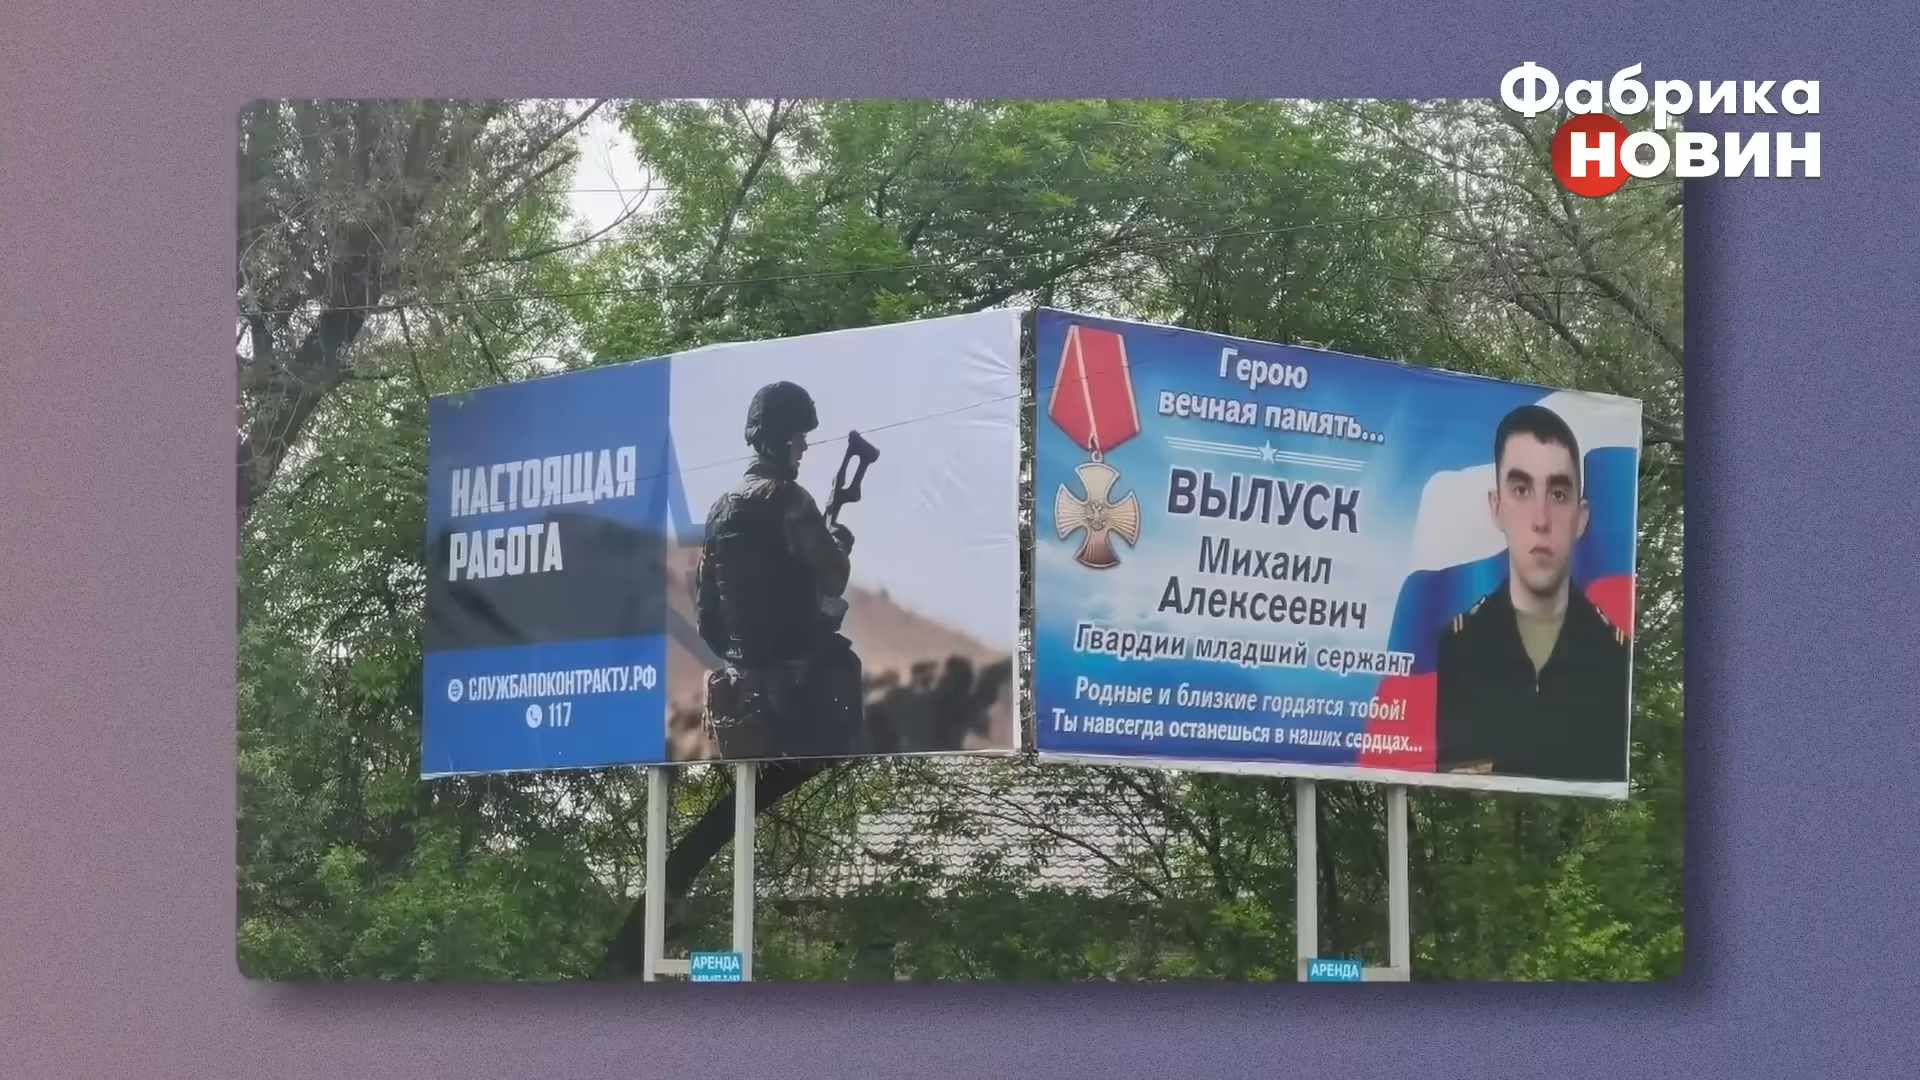 Фабрика
НОВИН
НАСТОЯЩАЯ
РАБОТА
СЛУЖБАПОКОНТРАКТУ.РФ
117
АРЕНДА
Герою
вечная память...
ВЫЛУСК
Михаил
Алексеевич
Гвардии младший сержант
Родные и близкие гордятся тобой!
Ты навсегда останешься в наших сердцах...
АРЕНДА